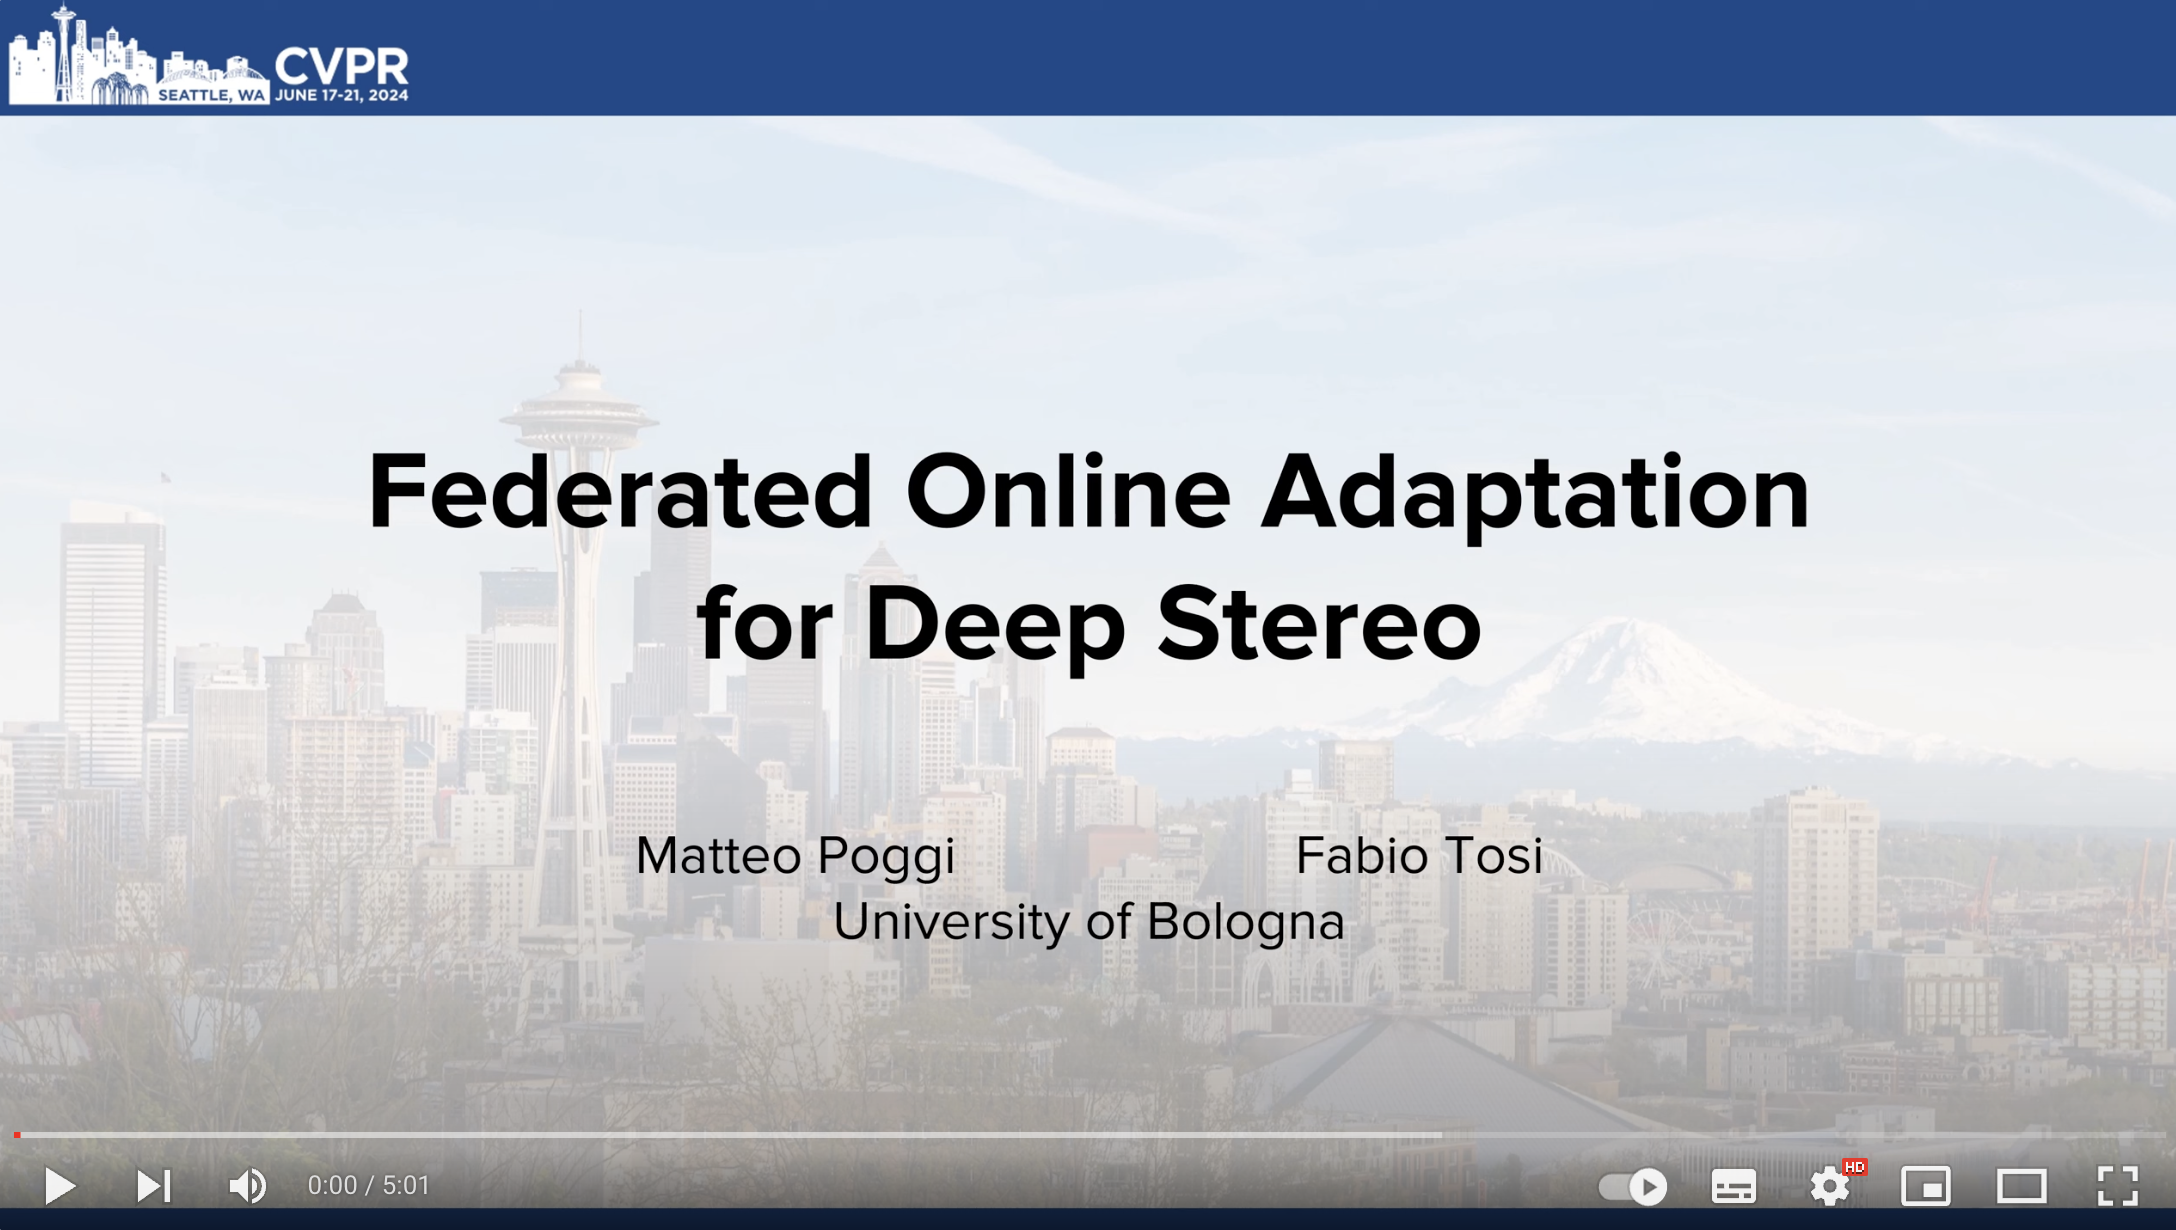 CVPR
SEATTLE, WA JUNE 17-21, 2024
Federated Online Adaptation
for Deep Stereo
Matteo Poggi Fabio Tosi
University of Bologna
0:00 / 5:01
HD